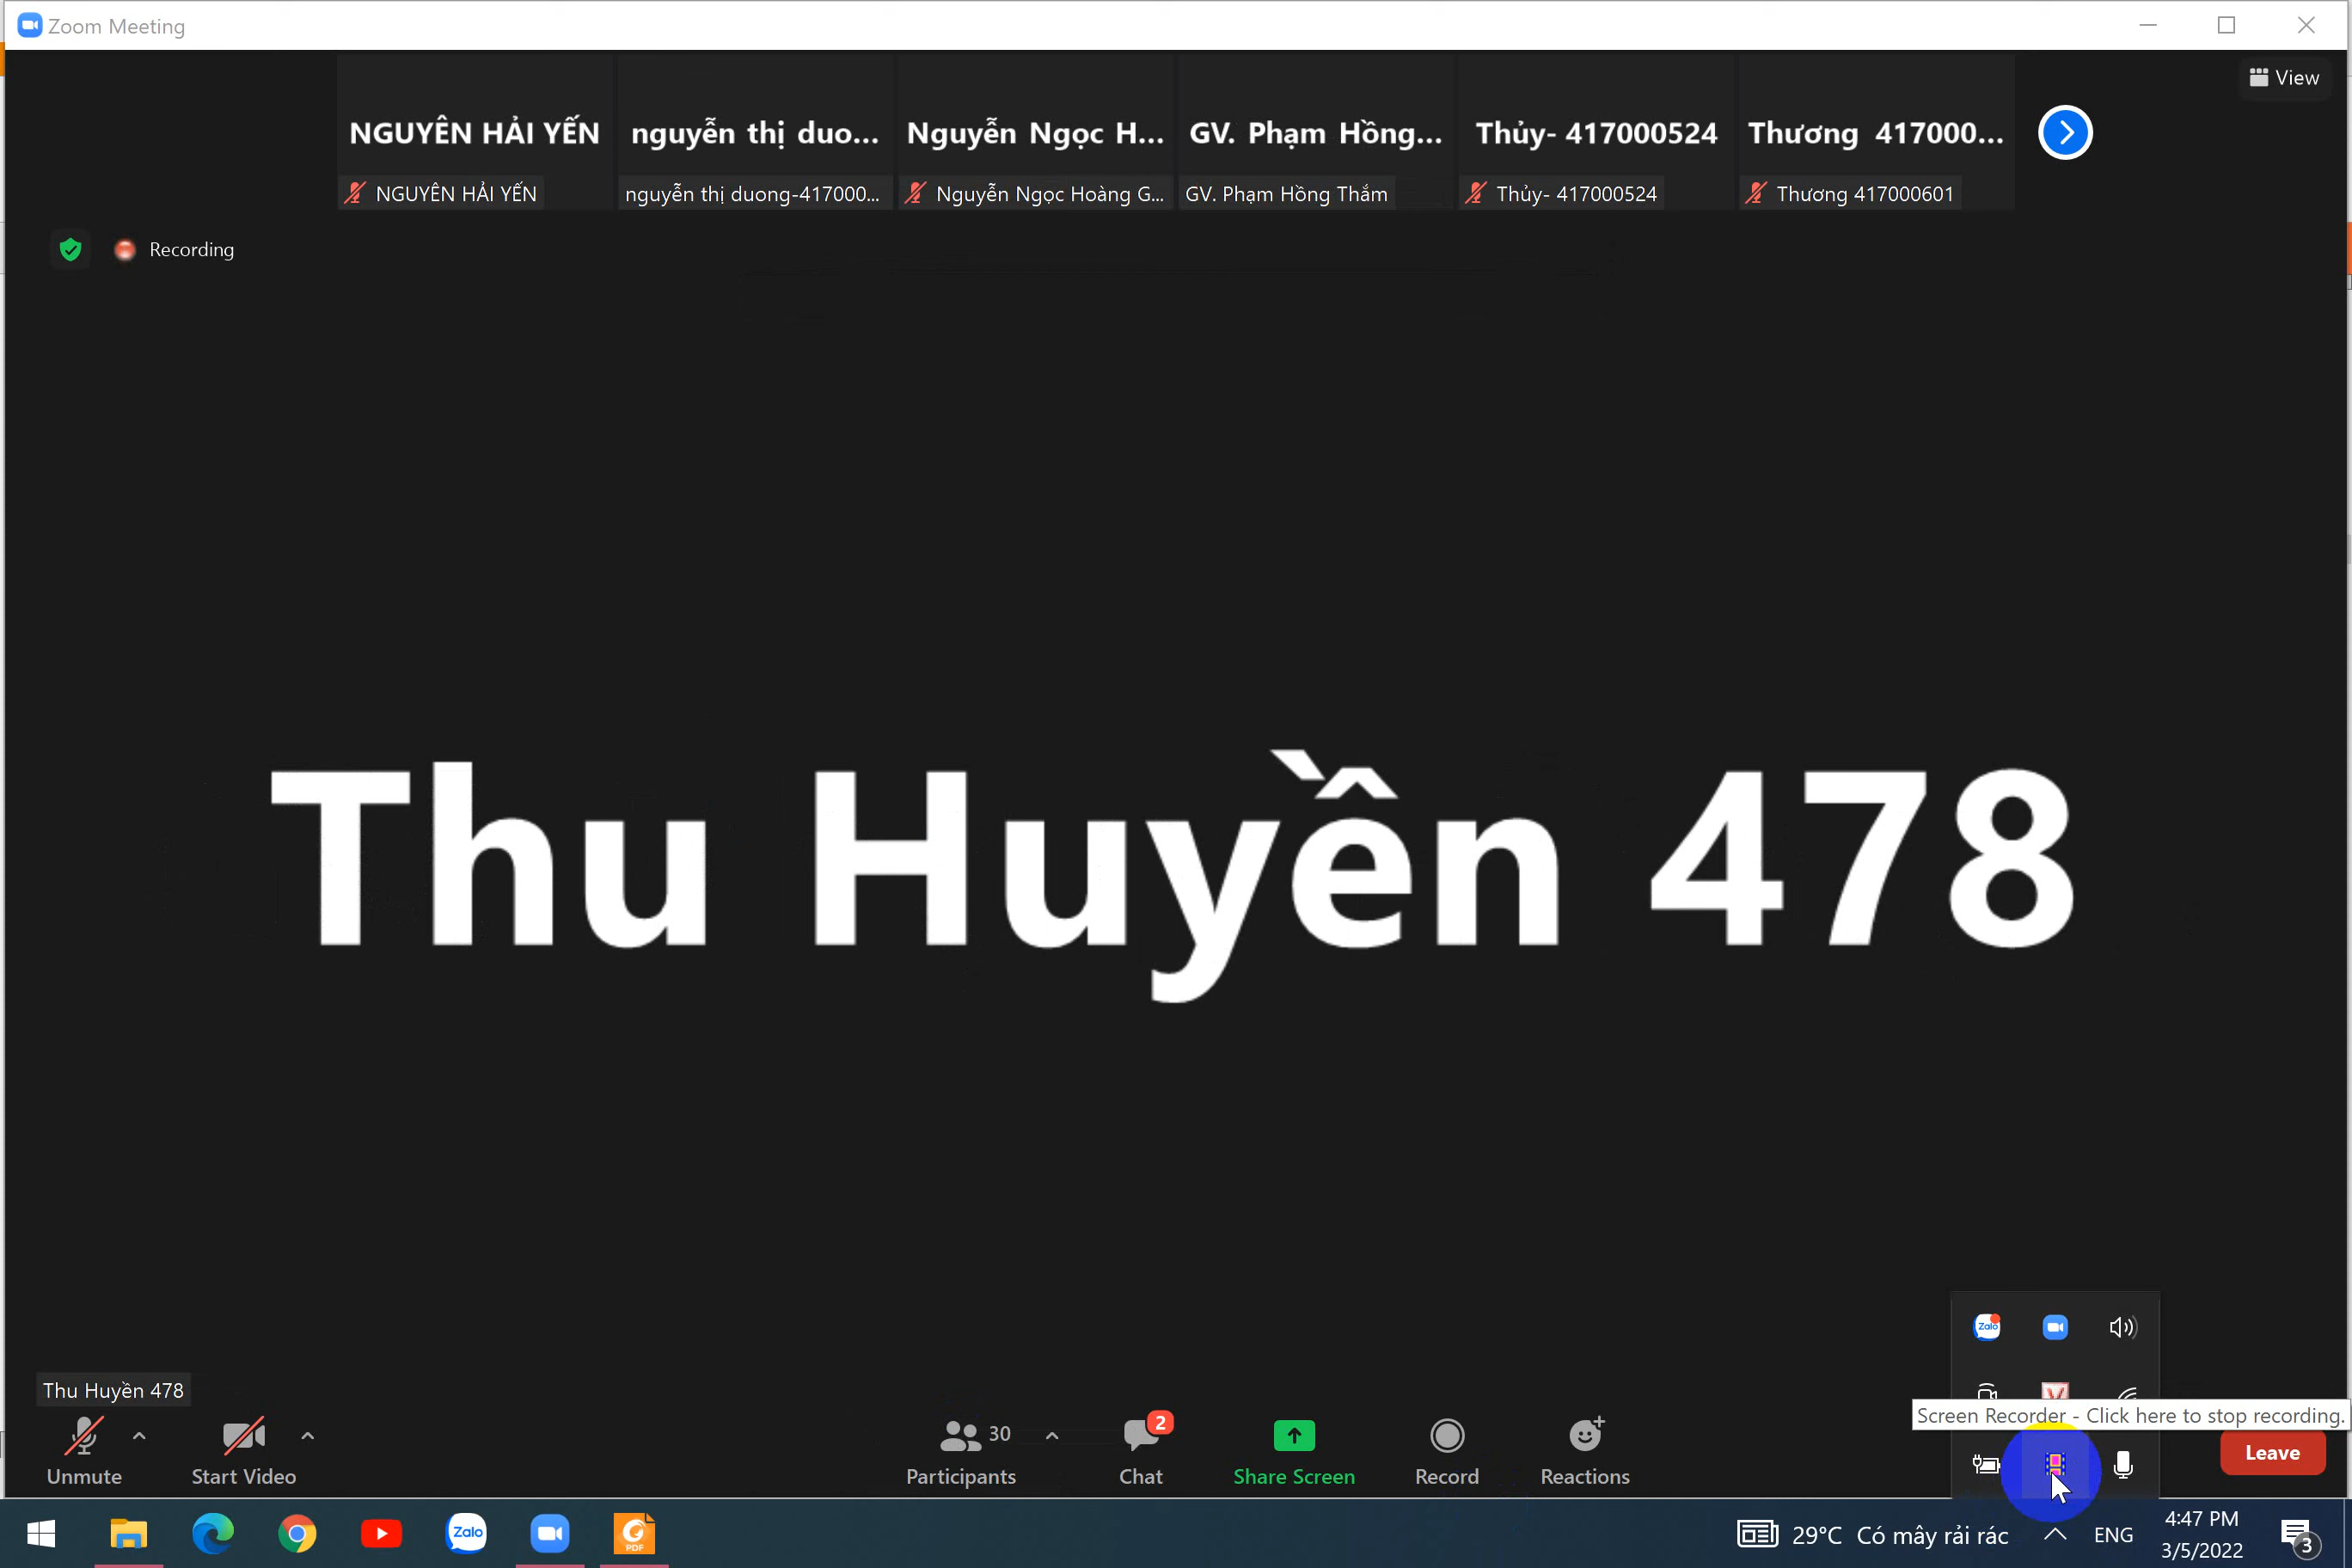 Zoom Meeting
View
NGUYÊN HẢI YẾN
nguyễn thị duo...
Nguyễn Ngọc H...
GV. Phạm Hồng...
Thủy- 417000524
Thương 417000...
NGUYÊN HẢI YẾN
nguyễn thị duong-417000...
Nguyễn Ngọc Hoàng G...
GV. Phạm Hồng Thắm
Thủy- 417000524
Thương 417000601
Recording
Thu Huyền 478
Thu Huyền 478
Zalo
Screen Recorder - Click here to stop recording.
30
2
Unmute
Start Video
Participants
Chat
Share Screen
Record
Reactions
Leave
Zalo
PDF
29°C Có mây rải rác
ENG
4:47 PM
3/5/2022
3